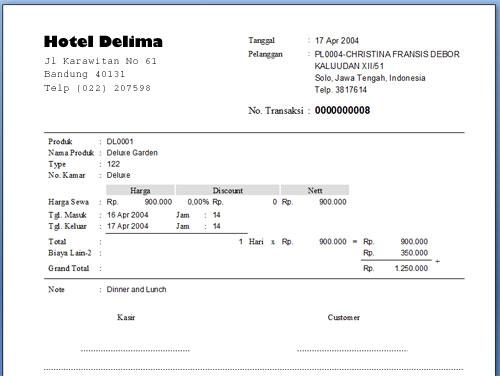 Hotel Delima
Jl Karawitan No 61
Bandung 40131
Telp (022) 207598
Tanggal : 17 Apr 2004
Pelanggan : PL0004-CHRISTINA FRANSIS DEBOR
KALIJUDAN XII/51
Solo, Jawa Tengah, Indonesia
Telp. 3817614
No. Transaksi : 0000000008
Produk : DL0001
Nama Produk : Deluxe Garden
Type : 122
No. Kamar : Deluxe
Harga Discount Nett
Harga Sewa : Rp. 900.000 0,00% Rp. 0 Rp. 900.000
Tgl. Masuk : 16 Apr 2004 Jam : 14
Tgl. Keluar : 17 Apr 2004 Jam : 14
Total : 1 Hari x Rp. 900.000 = Rp. 900.000
Biaya Lain-2 : Rp. 350.000
+
Grand Total : Rp. 1.250.000
Note : Dinner and Lunch
Kasir Customer